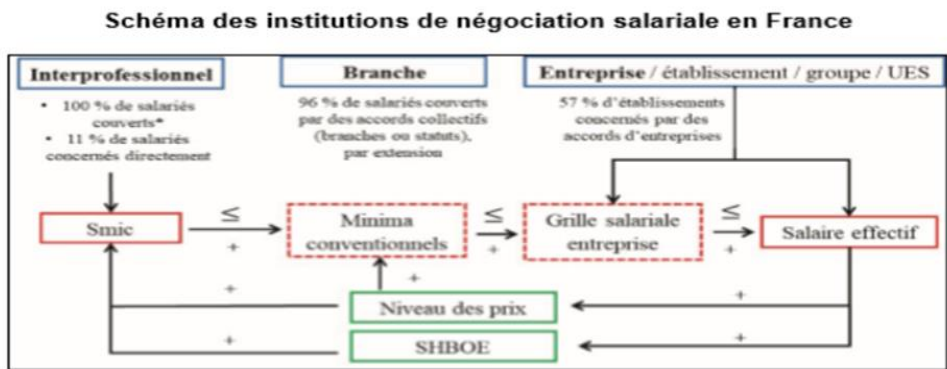 Schéma des institutions de négociation salariale en France
Interprofessionnel
• 100 % de salariés
couverts*
• 11 % de salariés
concernés directement
Branche
96 % de salariés couverts
par des accords collectifs
(branches ou statuts),
par extension
Entreprise / établissement / groupe / UES
57 % d'établissements
concernés par des
accords d'entreprises
Smic
≤
+
Minima
conventionnels
≤
+
Grille salariale
entreprise
≤
+
Salaire effectif
+
+
Niveau des prix
+
+
SHBOE
+